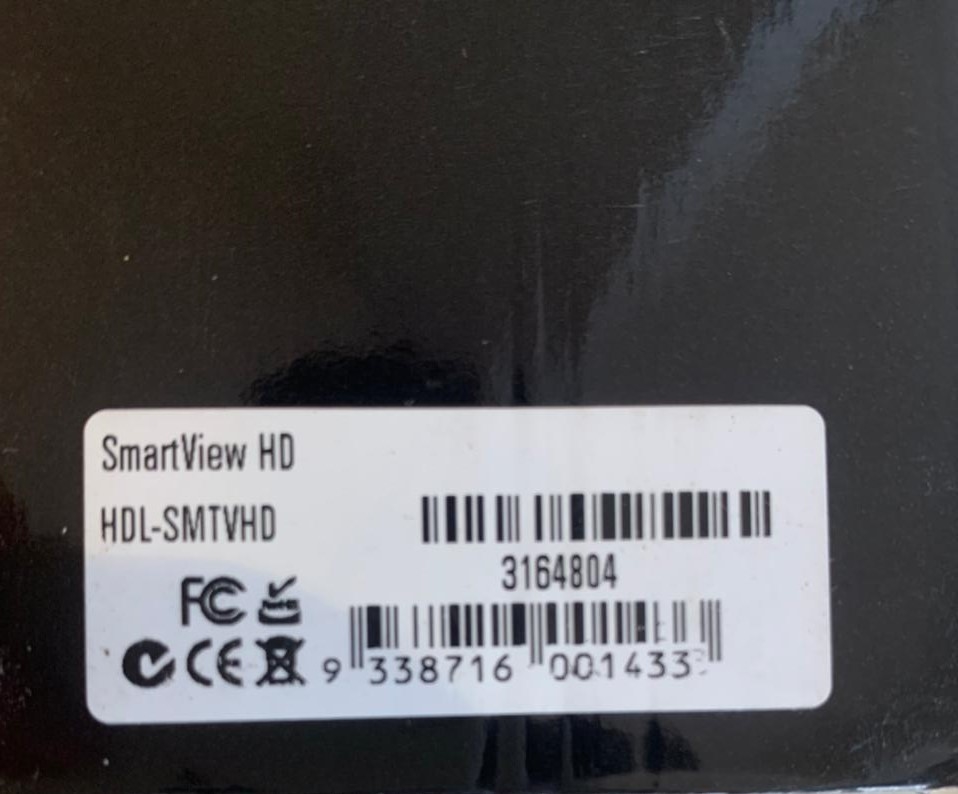 SmartView HD
HDL-SMTVHD
3164804
FC
CE
9 338716 001433